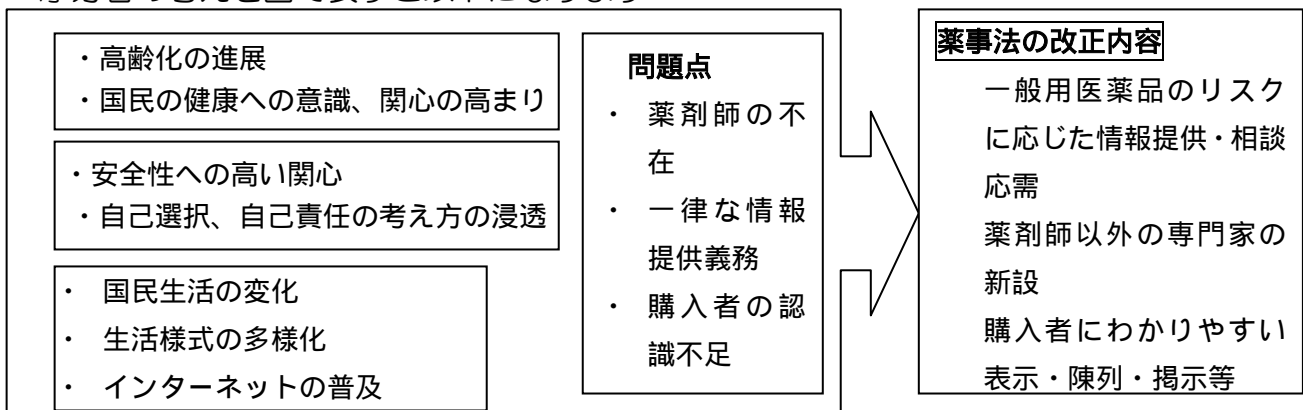 ・高齢化の進展
・国民の健康への意識、関心の高まり
・安全性への高い関心
・自己選択、自己責任の考え方の浸透
・ 国民生活の変化
・ 生活様式の多様化
・ インターネットの普及
問題点
・ 薬剤師の不
在
・ 一律な情報
提供義務
・ 購入者の認
識不足
薬事法の改正内容
一般用医薬品のリスク
に応じた情報提供・相談
応需
薬剤師以外の専門家の
新設
購入者にわかりやすい
表示・陳列・掲示等